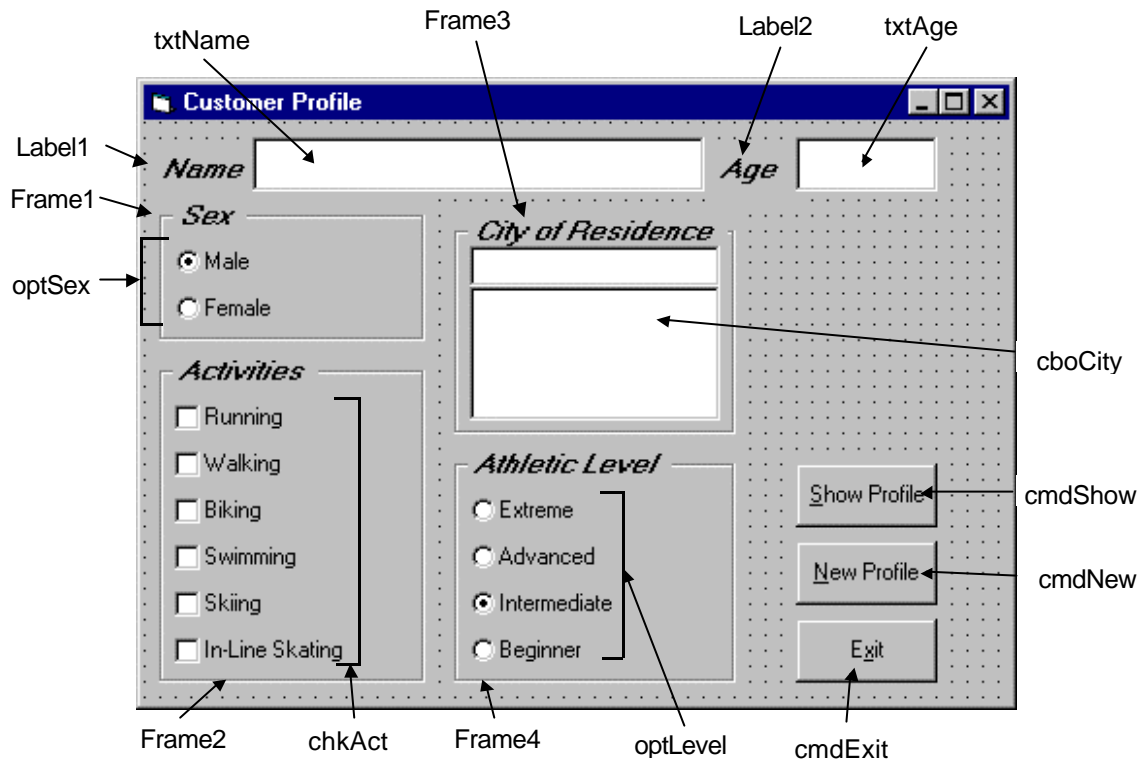 Frame3
Label2
txtAge
txtName
Customer Profile
Label1
Name
Age
Frame1
Sex
City of Residence
Male
optSex
Female
cboCity
Activities
Running
Walking
Biking
Swimming
Skiing
In-Line Skating
Athletic Level
Extreme
Advanced
Intermediate
Beginner
Show Profile
cmdShow
New Profile
cmdNew
Exit
Frame2
chkAct
Frame4
optLevel
cmdExit